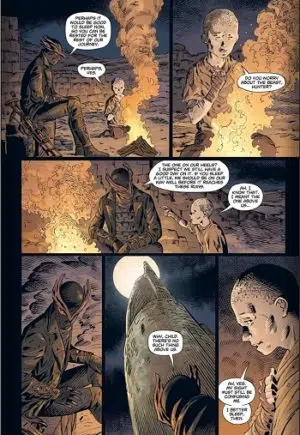 PERHAPS
IT WOULD
BE GOOD
TO SLEEP NOW,
SO YOU CAN
BE RESTED FOR
THE REST OF OUR
JOURNEY.
PERHAPS,
YES.
DO YOU WORRY
ABOUT THE BEAST,
HUNTER?
THE ONE ON OUR HEELS?
I SUSPECT WE STILL HAVE A
GOOD DAY ON IT. IF YOU SLEEP
A LITTLE, WE SHOULD BE ON OUR
WAY WELL BEFORE IT REACHES
THESE RUINS.
AH, I
KNOW THAT.
I MEANT THE
ONE ABOVE
US...
WHY, CHILD.
THERE'S NO
SUCH THING
ABOVE US.
AH, YES.
MY SIGHT
MUST STILL BE
CONFUSING
ME.
I BETTER
SLEEP,
THEN.